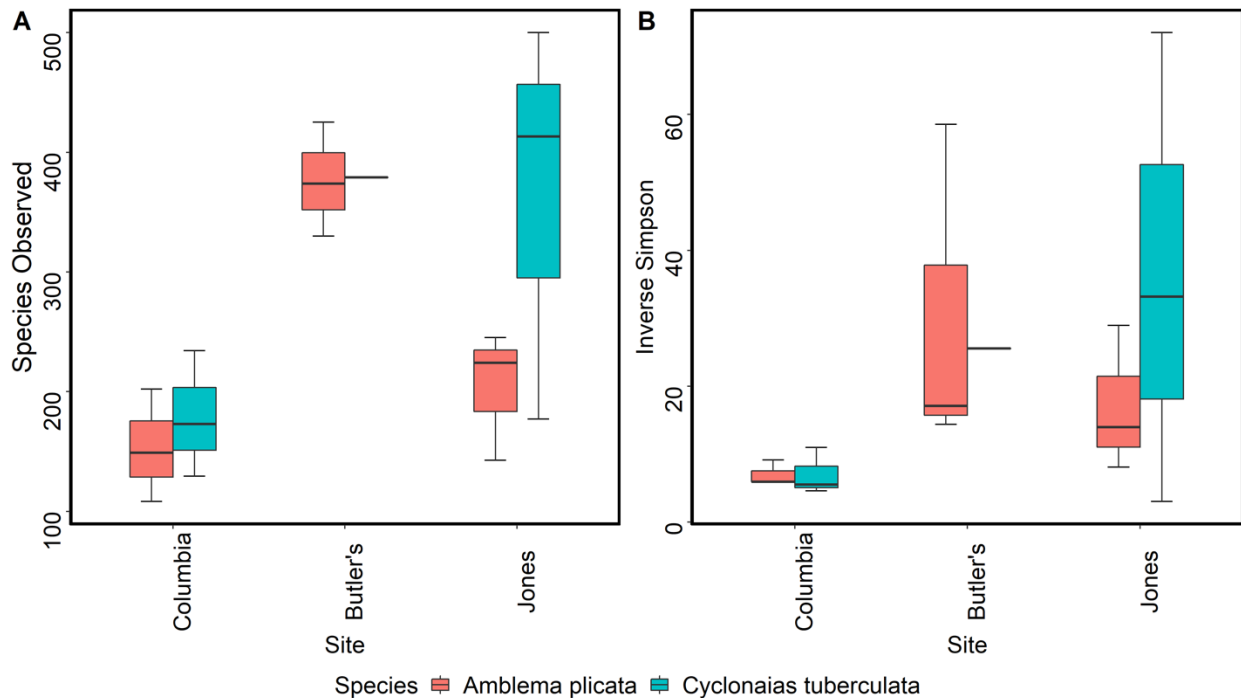 A
Species Observed
500
400
300
200
100
Columbia
Butler's
Jones
Site
B
Inverse Simpson
60
40
20
0
Columbia
Butler's
Jones
Site
Species Amblema plicata Cyclonaias tuberculata